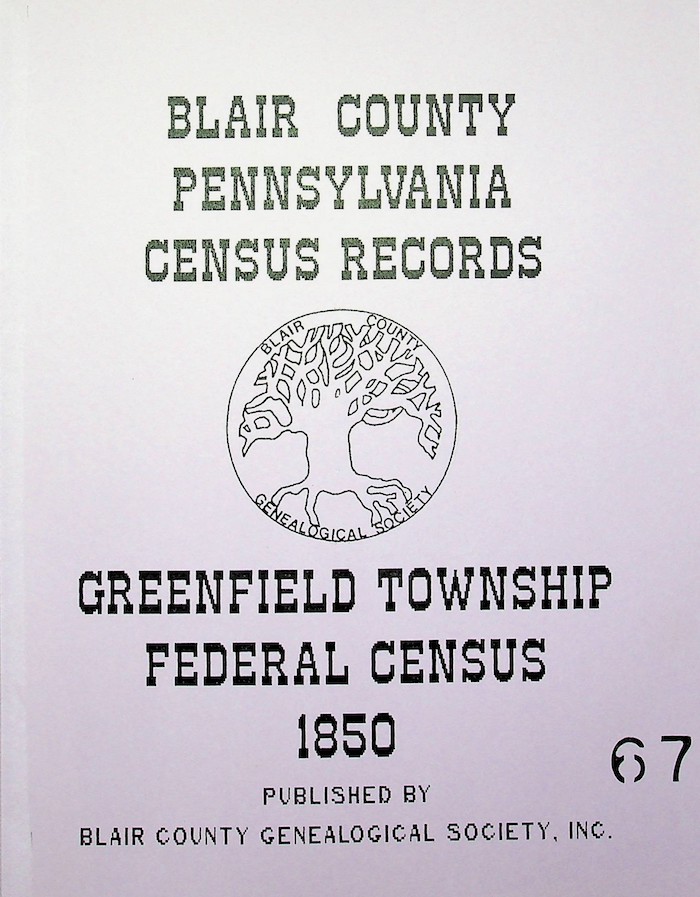 BLAIR COUNTY
PENNSYLVANIA
CENSUS RECORDS
BLAIR COUNTY
GENEALOGICAL SOCIETY
GREENFIELD TOWNSHIP
FEDERAL CENSUS
1850
67
PUBLISHED BY
BLAIR COUNTY GENEALOGICAL SOCIETY, INC.